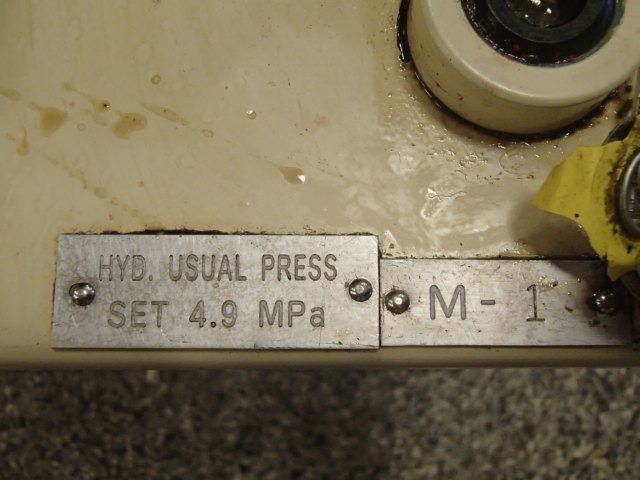 HYD. USUAL PRESS
SET 4.9 MPa
M - 1